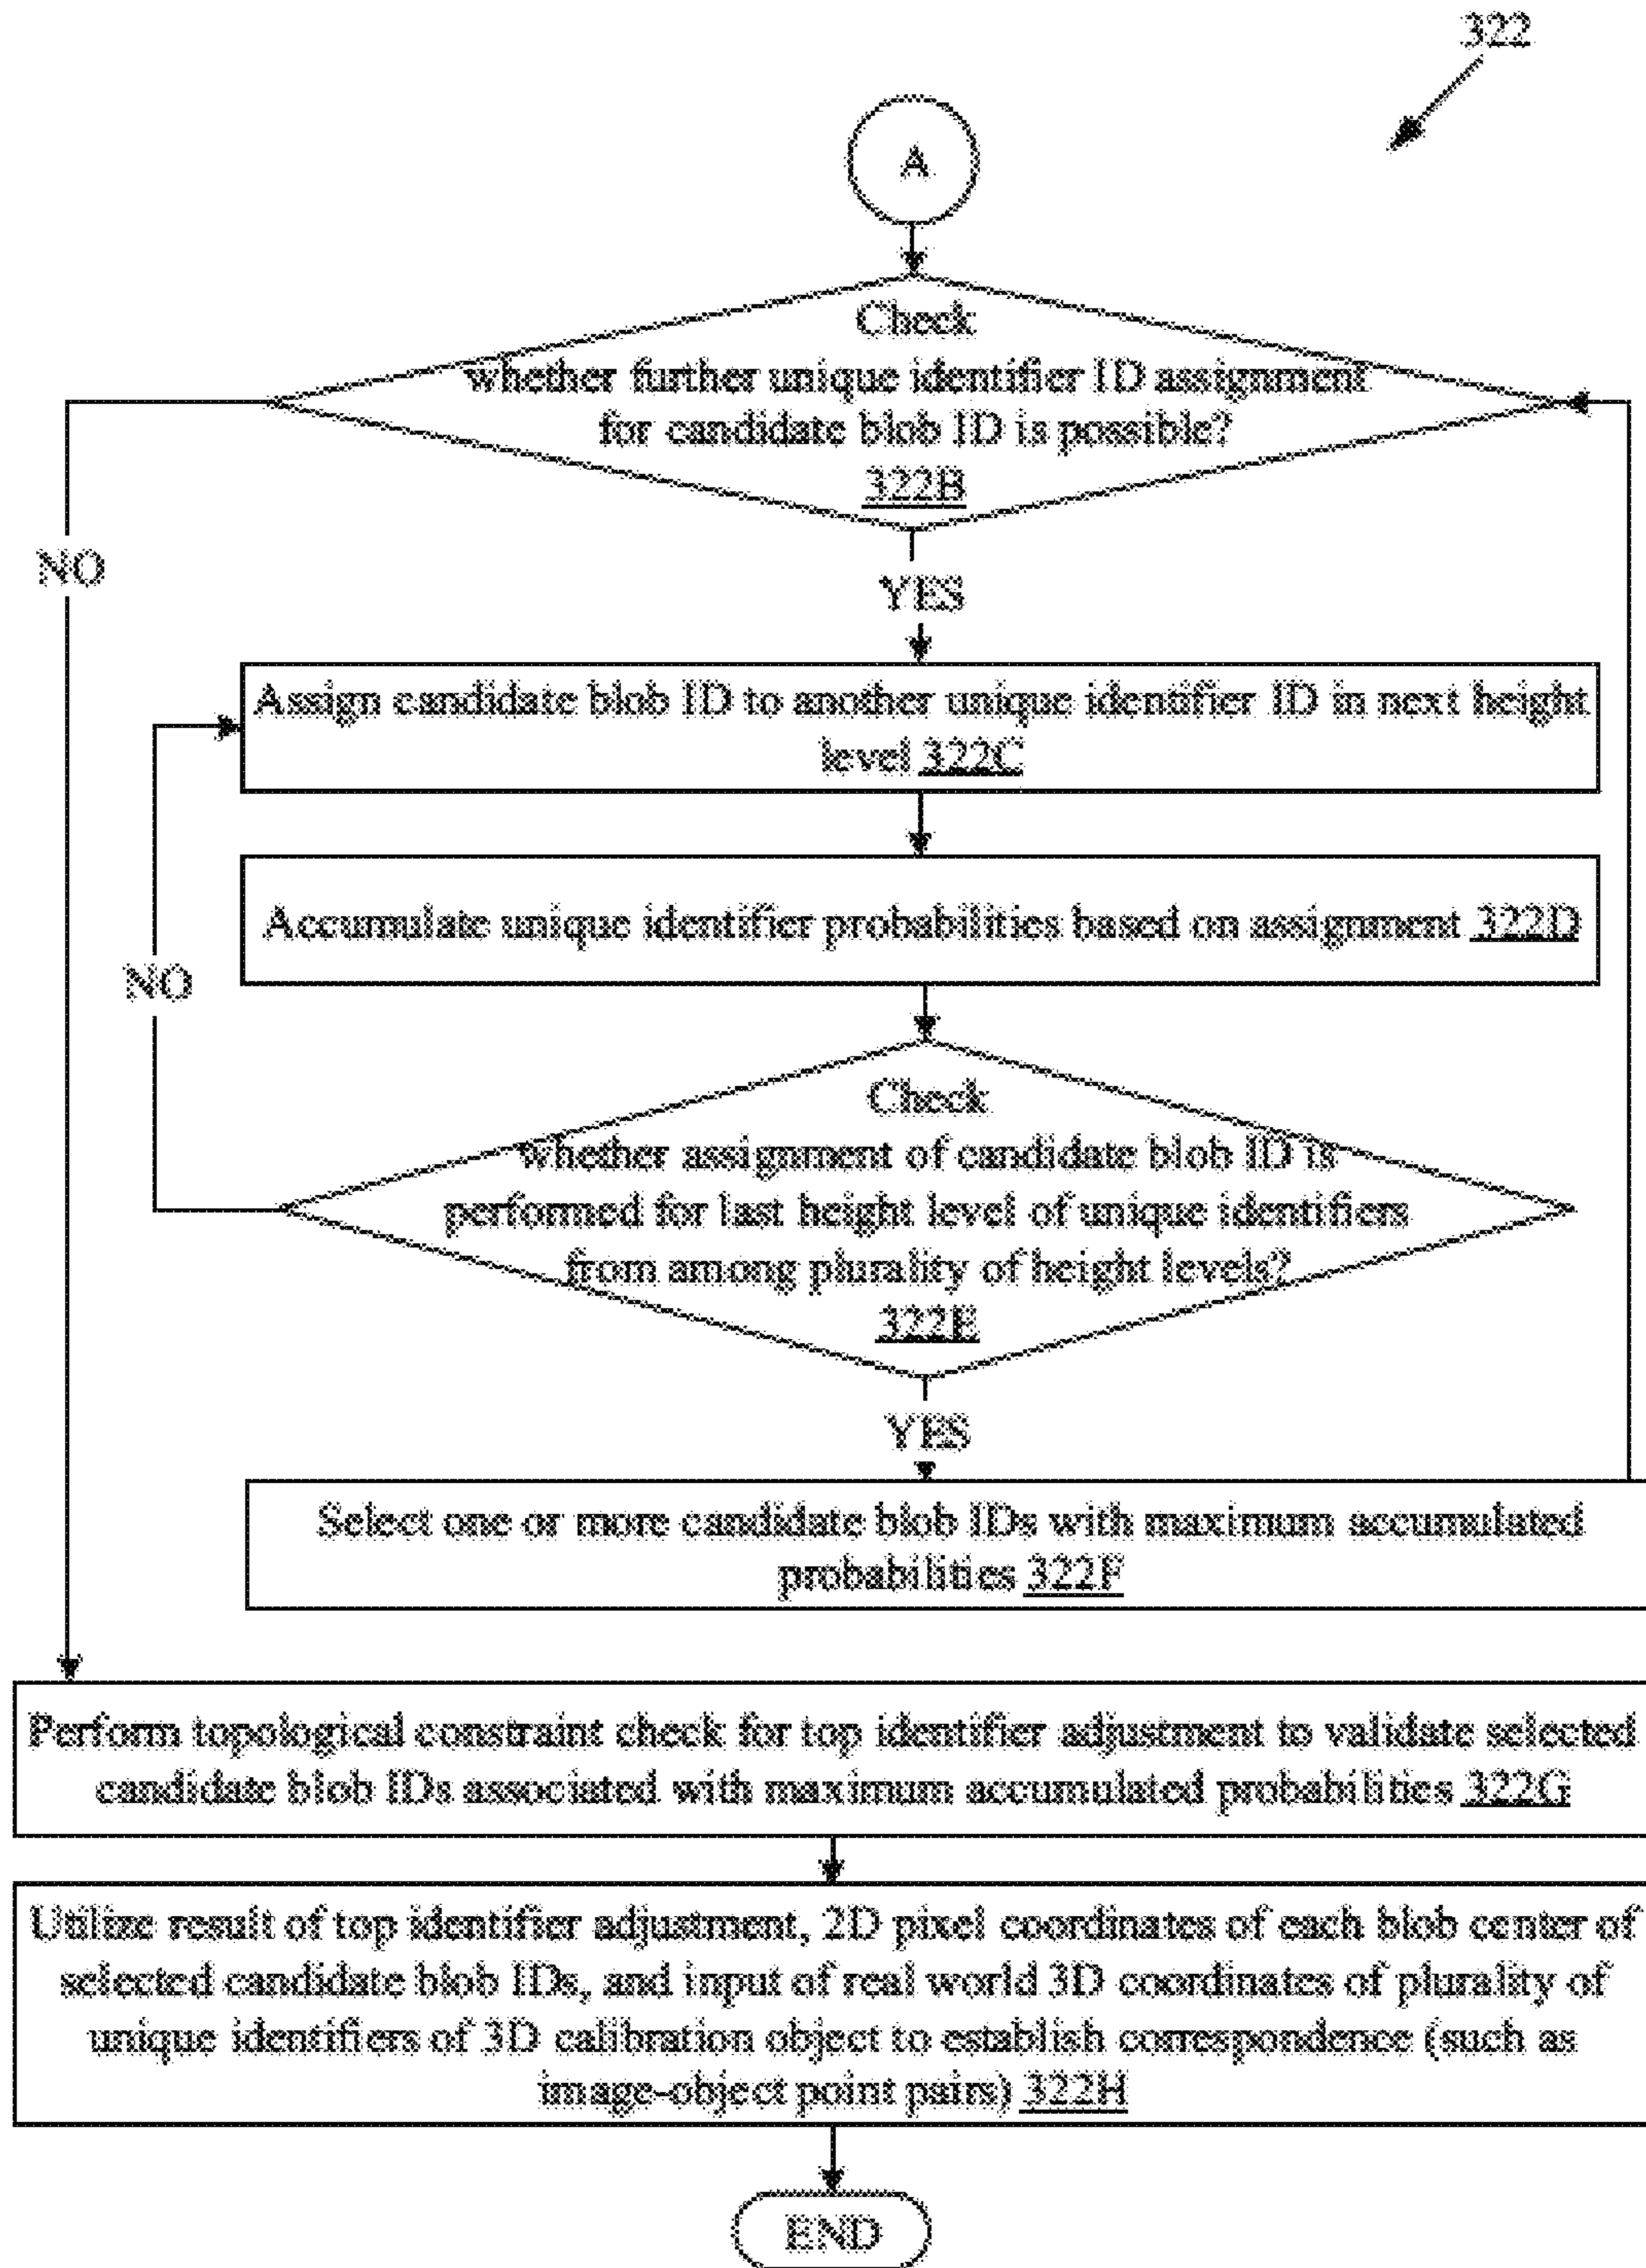 322
A
Check
whether further unique identifier ID assignment
for candidate blob ID is possible?
322B
NO
YES
Assign candidate blob ID to another unique identifier ID in next height
level 322C
Accumulate unique identifier probabilities based on assignment 322D
NO
Check
whether assignment of candidate blob ID is
performed for last height level of unique identifiers
from among plurality of height levels?
322E
YES
Select one or more candidate blob IDs with maximum accumulated
probabilities 322F
Perform topological constraint check for top identifier adjustment to validate selected
candidate blob IDs associated with maximum accumulated probabilities 322G
Utilize result of top identifier adjustment, 2D pixel coordinates of each blob center of
selected candidate blob IDs, and input of real world 3D coordinates of plurality of
unique identifiers of 3D calibration object to establish correspondence (such as
image-object point pairs) 322H
END